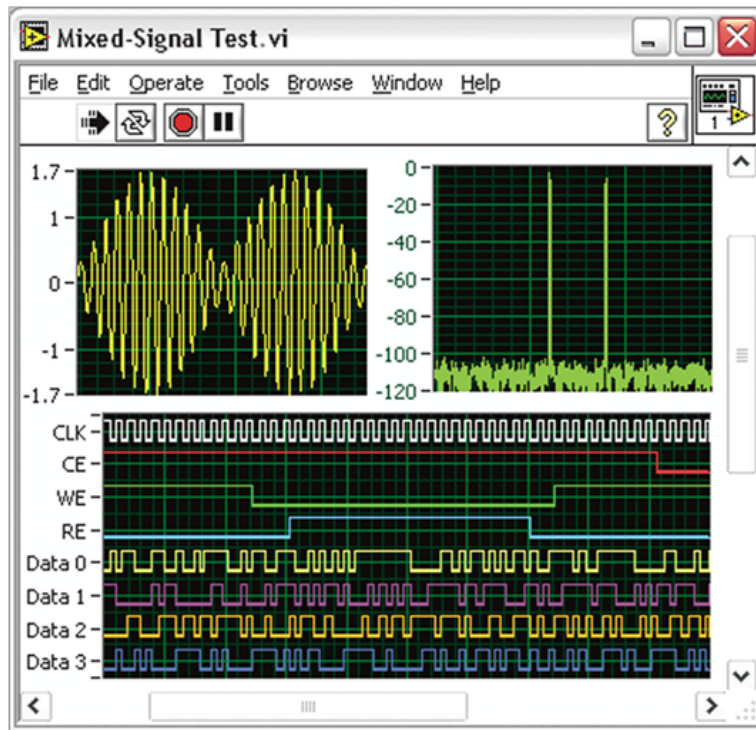 Mixed-Signal Test.vi
File Edit Operate Tools Browse Window Help
?
1
1.7
1
0
-1
-1.7
0
-20
-40
-60
-80
-100
-120
CLK
CE
WE
RE
Data 0
Data 1
Data 2
Data 3